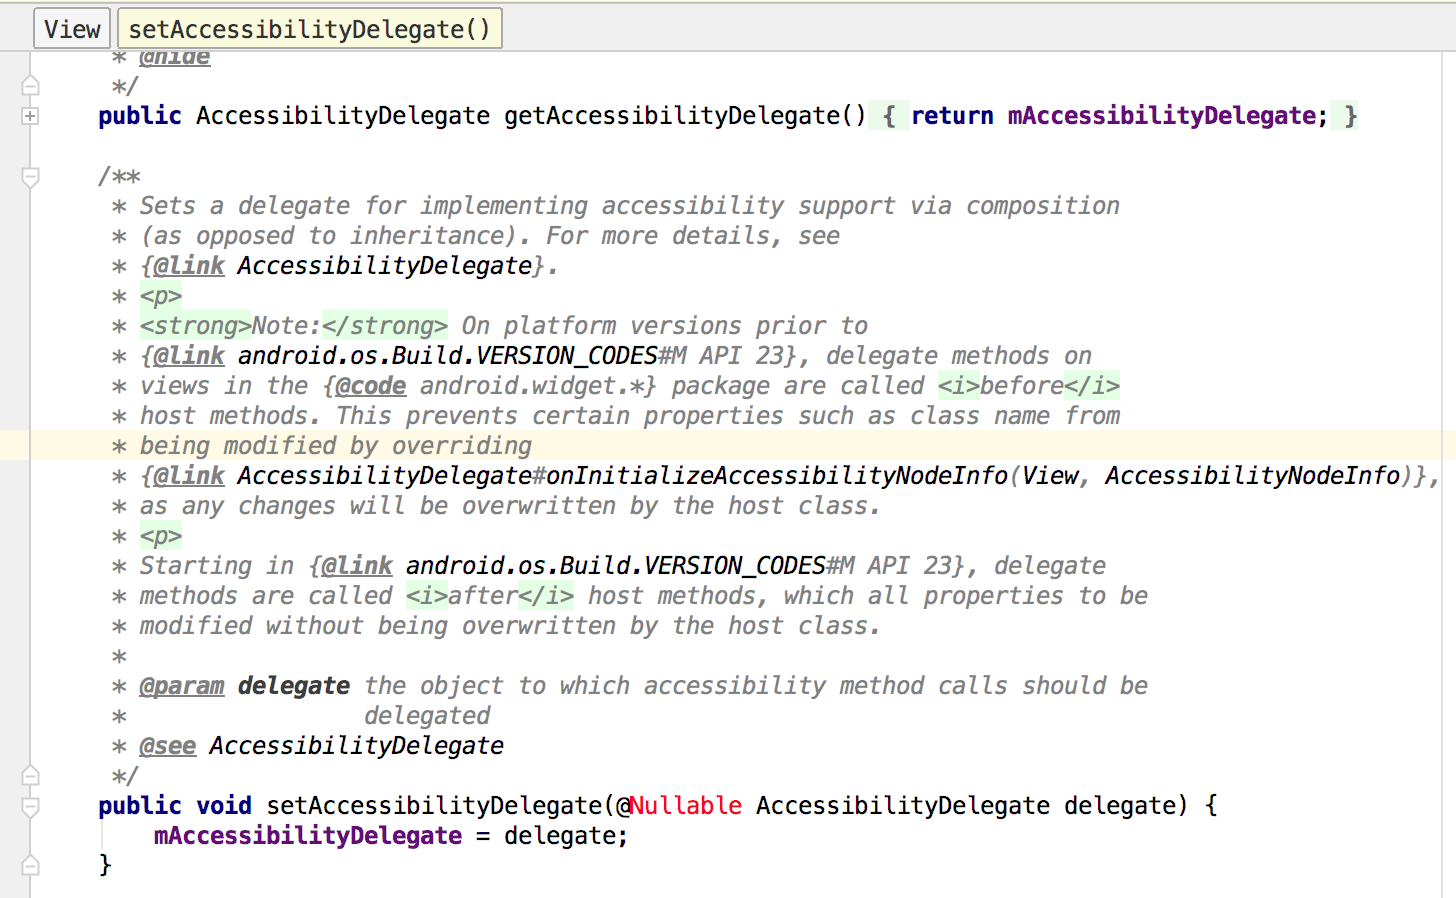 View setAccessibilityDelegate()
* @hide
*/
public AccessibilityDelegate getAccessibilityDelegate() { return mAccessibilityDelegate; }
/**
* Sets a delegate for implementing accessibility support via composition
* (as opposed to inheritance). For more details, see
* {@link AccessibilityDelegate}.
* <p>
* <strong>Note:</strong> On platform versions prior to
* {@link android.os.Build.VERSION_CODES#M API 23}, delegate methods on
* views in the {@code android.widget.*} package are called <i>before</i>
* host methods. This prevents certain properties such as class name from
* being modified by overriding
* {@link AccessibilityDelegate#onInitializeAccessibilityNodeInfo(View, AccessibilityNodeInfo)},
* as any changes will be overwritten by the host class.
* <p>
* Starting in {@link android.os.Build.VERSION_CODES#M API 23}, delegate
* methods are called <i>after</i> host methods, which all properties to be
* modified without being overwritten by the host class.
*
* @param delegate the object to which accessibility method calls should be
* delegated
* @see AccessibilityDelegate
*/
public void setAccessibilityDelegate(@Nullable AccessibilityDelegate delegate) {
mAccessibilityDelegate = delegate;
}